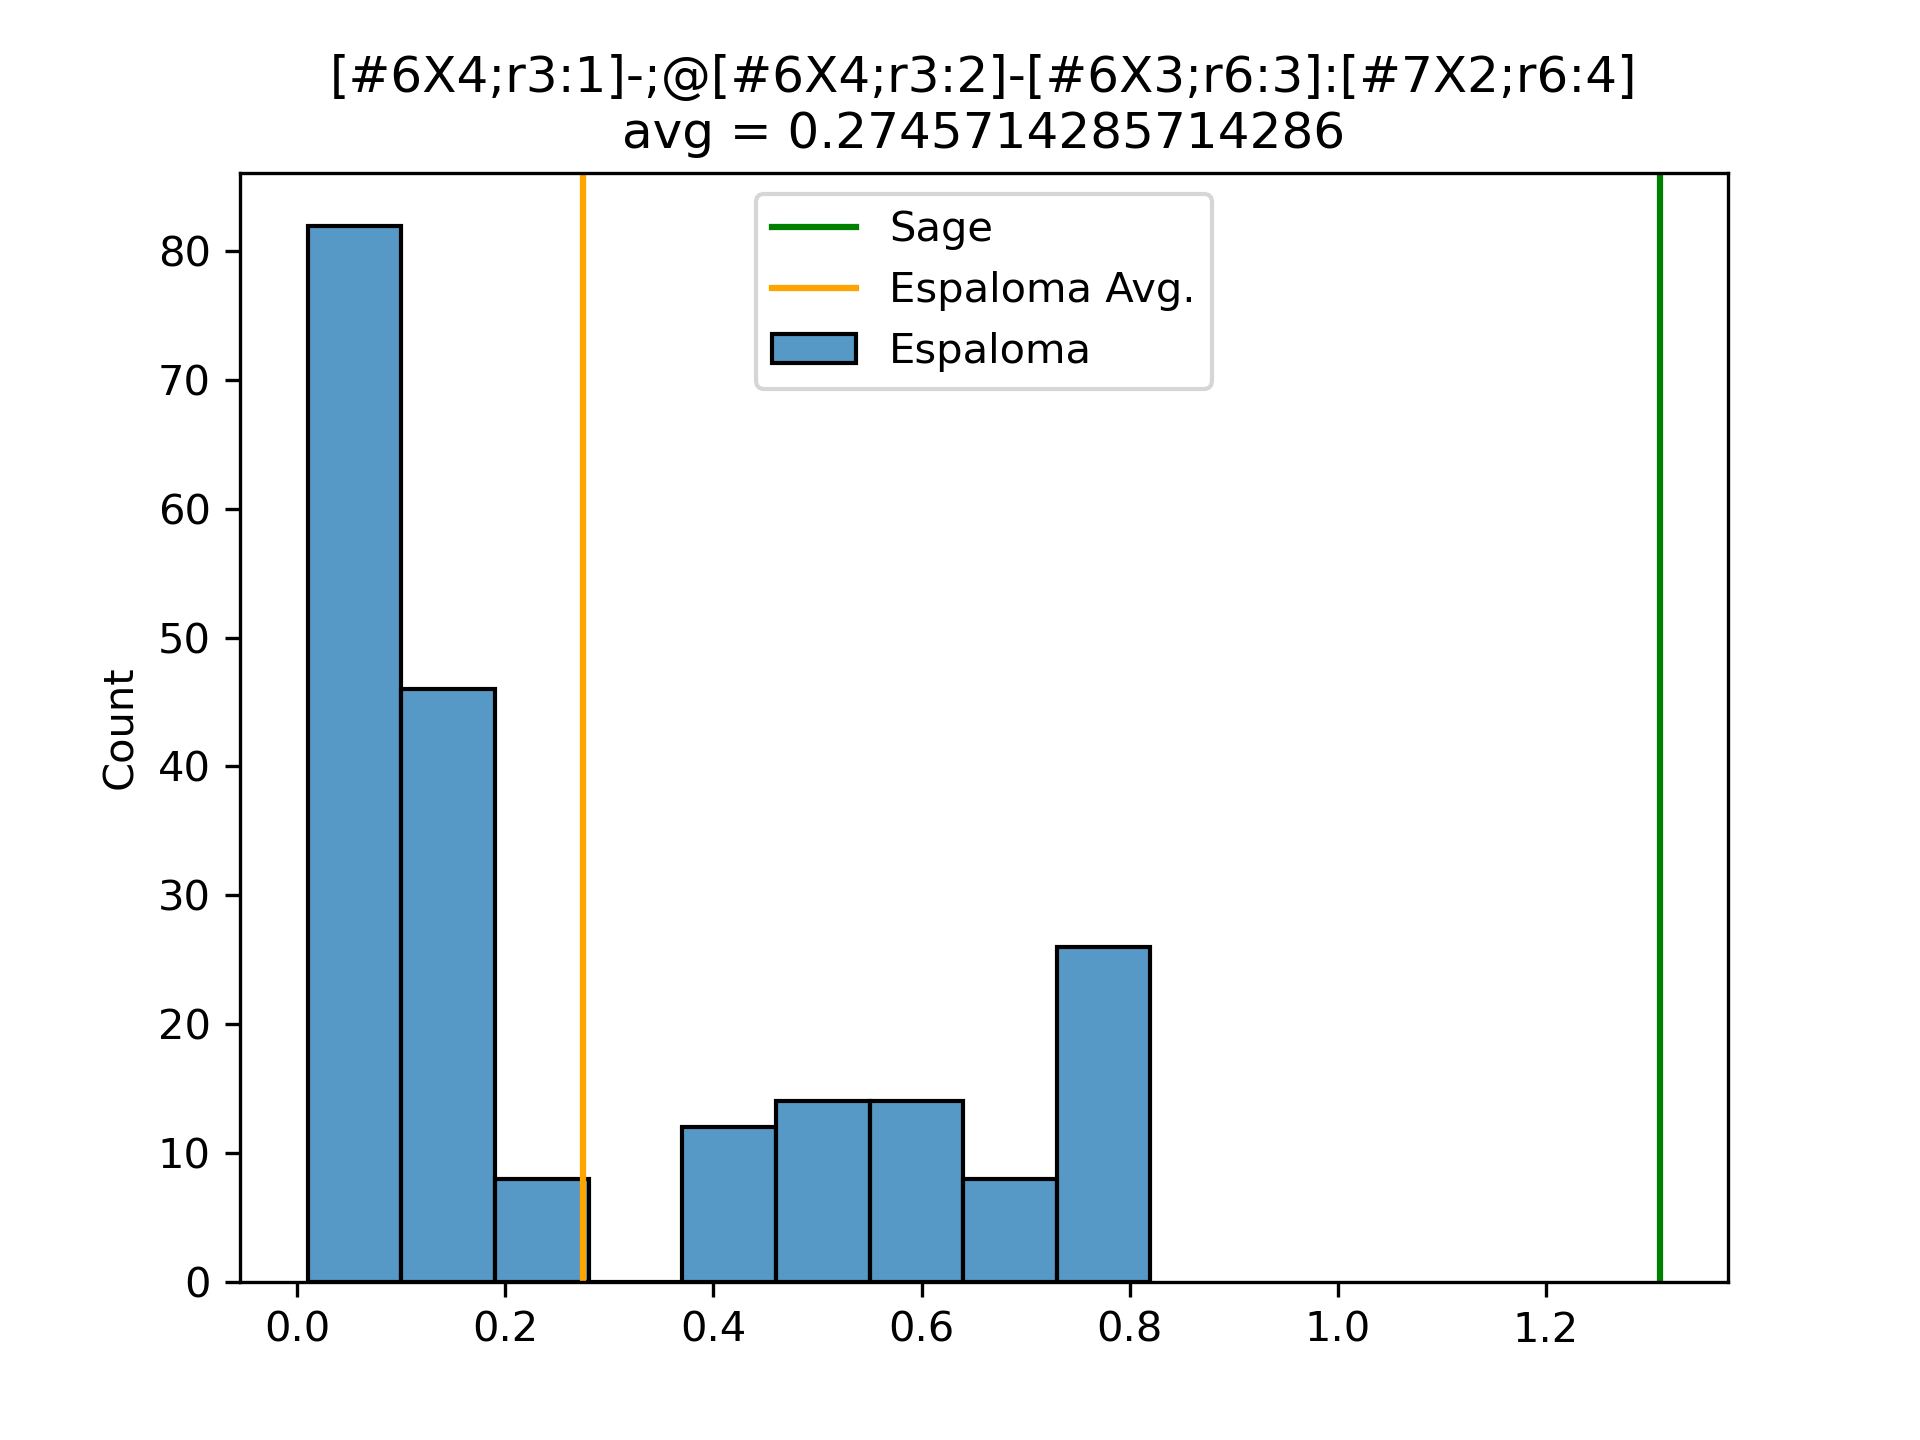 [#6X4;r3:1]-;@[#6X4;r3:2]-[#6X3;r6:3]:[#7X2;r6:4]
avg = 0.2745714285714286
Sage
Espaloma Avg.
Espaloma
Count
80
70
60
50
40
30
20
10
0
0.0 0.2 0.4 0.6 0.8 1.0 1.2